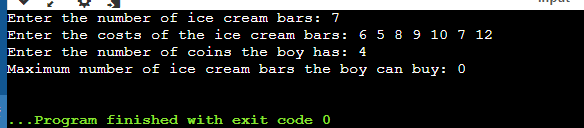 input
Enter the number of ice cream bars: 7
Enter the costs of the ice cream bars: 6 5 8 9 10 7 12
Enter the number of coins the boy has: 4
Maximum number of ice cream bars the boy can buy: 0
...Program finished with exit code 0